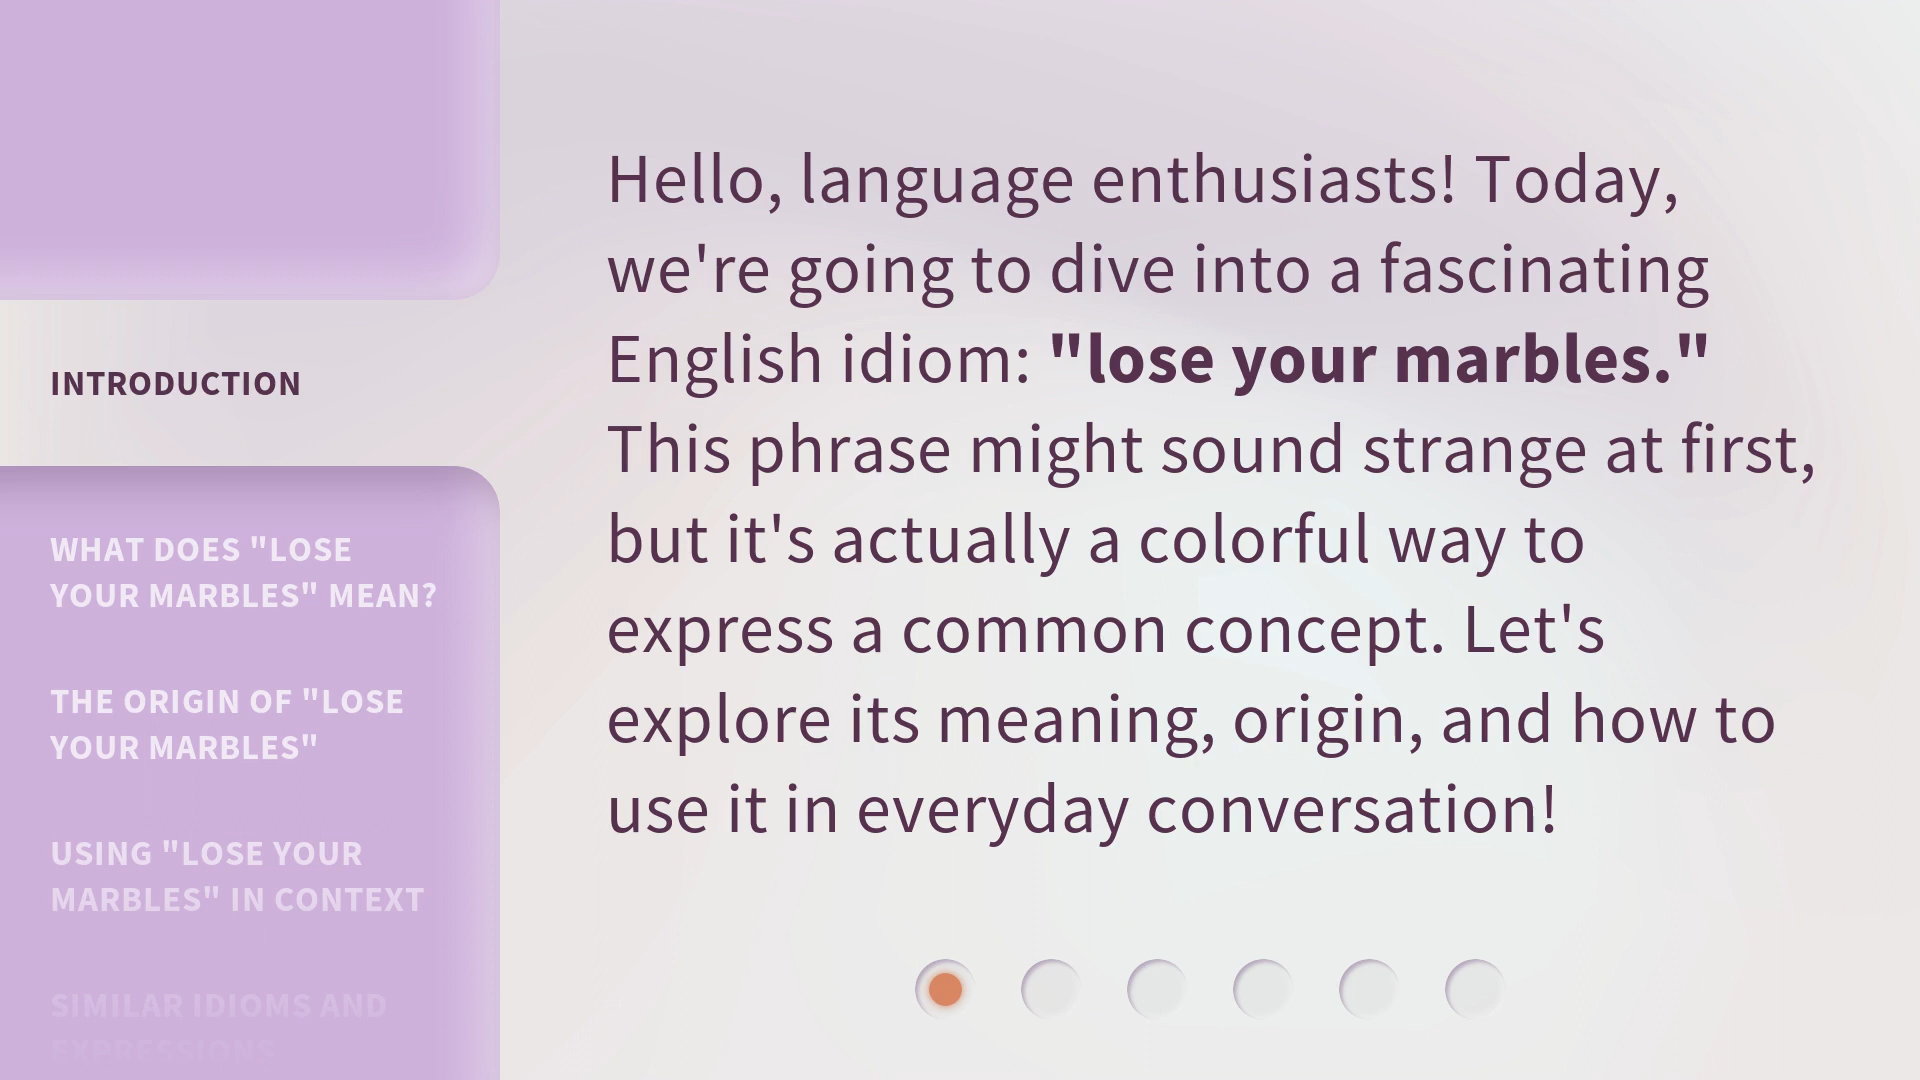 INTRODUCTION
WHAT DOES "LOSE
YOUR MARBLES" MEAN?
THE ORIGIN OF "LOSE
YOUR MARBLES"
USING "LOSE YOUR
MARBLES" IN CONTEXT
SIMILAR IDIOMS AND
EXPRESSIONS
Hello, language enthusiasts! Today,
we're going to dive into a fascinating
English idiom: "lose your marbles."
This phrase might sound strange at first,
but it's actually a colorful way to
express a common concept. Let's
explore its meaning, origin, and how to
use it in everyday conversation!